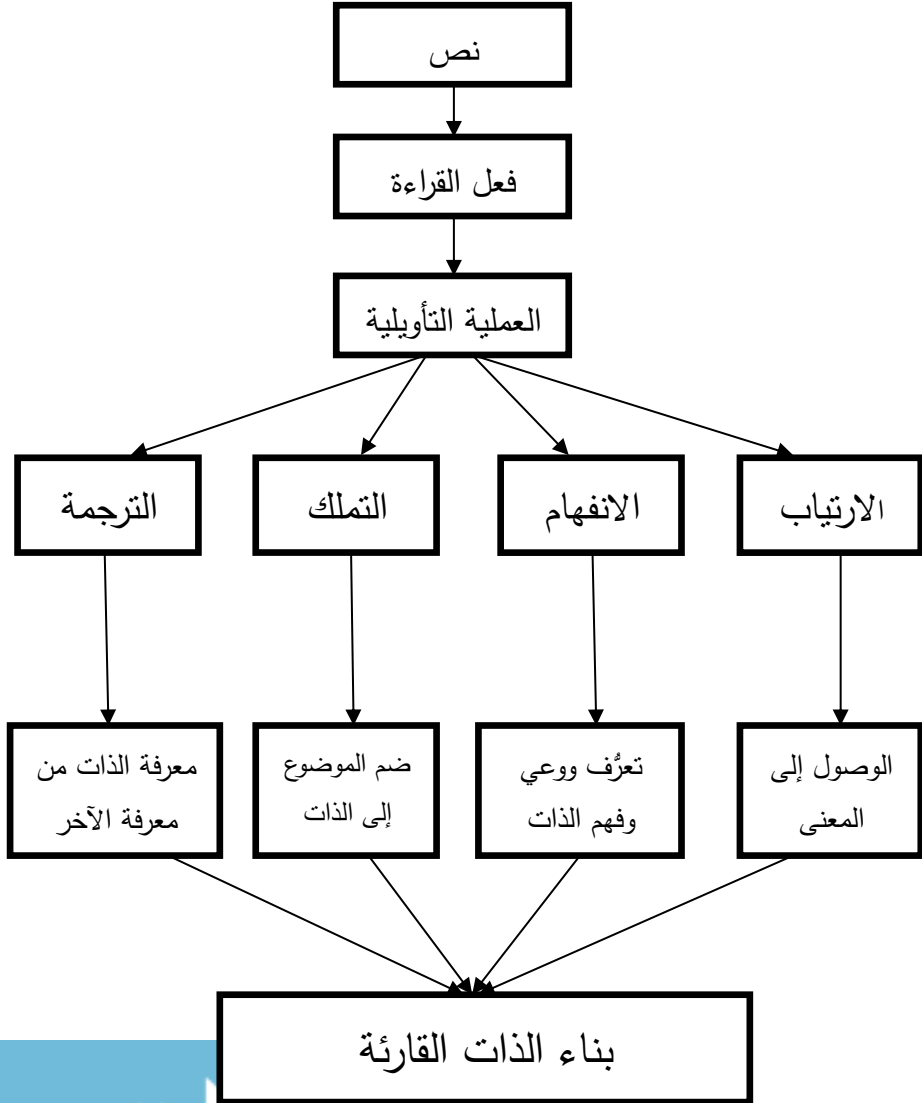 نص
فعل القراءة
العملية التأويلية
الارتياب
الانفهام
التملك
الترجمة
الوصول إلى
المعنى
تعرُّف ووعي
وفهم الذات
ضم الموضوع
إلى الذات
معرفة الذات من
معرفة الآخر
بناء الذات القارئة